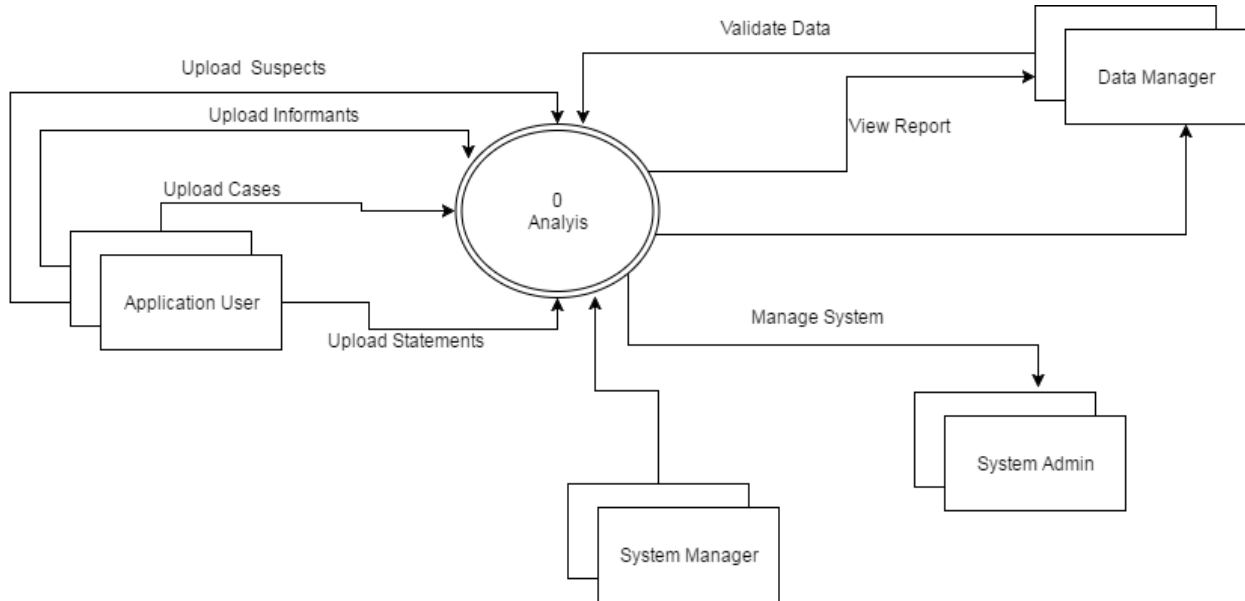 Validate Data
Upload Suspects
Data Manager
Upload Informants
View Report
Upload Cases
0
Analyis
Application User
Manage System
Upload Statements
System Admin
System Manager